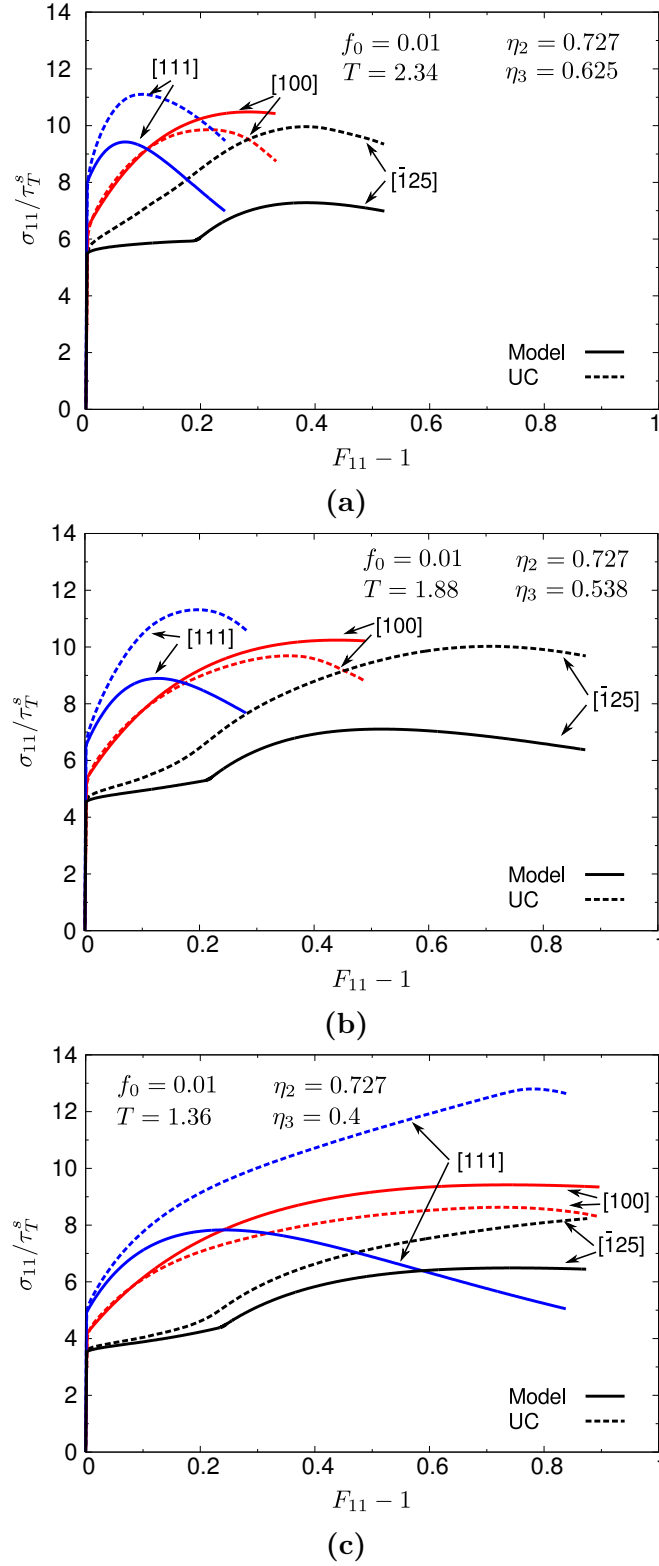 14
12
10
8
6
4
2
0
σ₁₁/τ_T^s
f₀ = 0.01 η₂ = 0.727
T = 2.34 η₃ = 0.625
[111]
[100]
[1̄25]
Model
UC
0 0.2 0.4 0.6 0.8 1
F₁₁ − 1
(a)
14
12
10
8
6
4
2
0
σ₁₁/τ_T^s
f₀ = 0.01 η₂ = 0.727
T = 1.88 η₃ = 0.538
[111]
[100]
[1̄25]
Model
UC
0 0.2 0.4 0.6 0.8 1
F₁₁ − 1
(b)
14
12
10
8
6
4
2
0
σ₁₁/τ_T^s
f₀ = 0.01 η₂ = 0.727
T = 1.36 η₃ = 0.4
[111]
[100]
[1̄25]
Model
UC
0 0.2 0.4 0.6 0.8 1
F₁₁ − 1
(c)